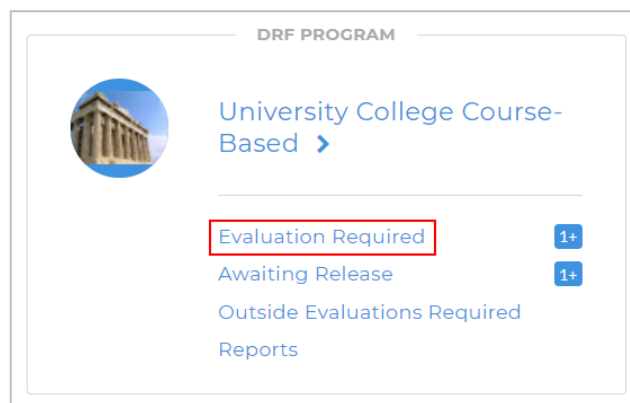 DRF PROGRAM
University College Course-
Based
Evaluation Required 1+
Awaiting Release 1+
Outside Evaluations Required
Reports